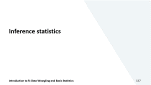 Inference statistics
Introduction to R: Data Wrangling and Basic Statistics